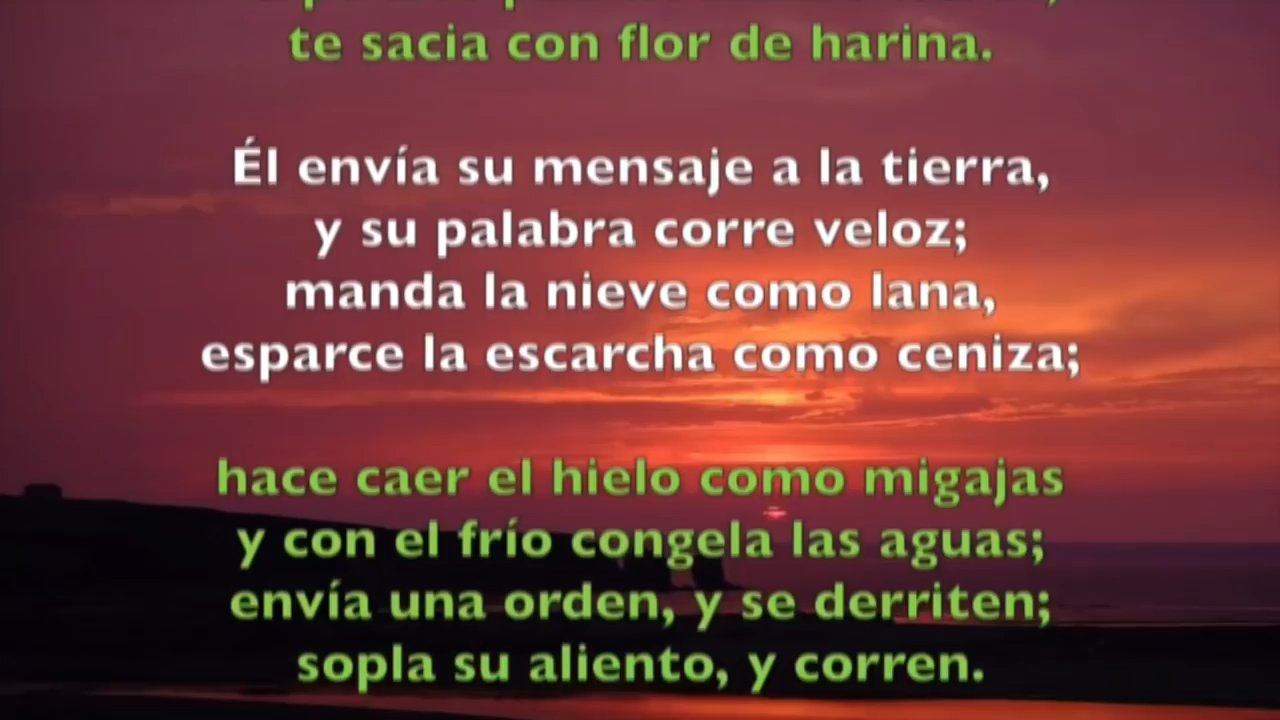 te sacia con flor de harina.
Él envía su mensaje a la tierra,
y su palabra corre veloz;
manda la nieve como lana,
esparce la escarcha como ceniza;
hace caer el hielo como migajas
y con el frío congela las aguas;
envía una orden, y se derriten;
sopla su aliento, y corren.